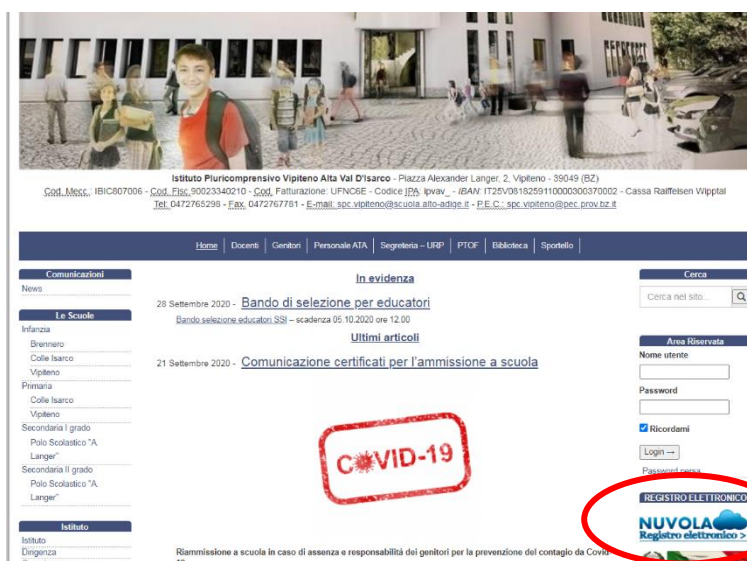 Istituto Pluricomprensivo Vipiteno Alta Val D'Isarco - Piazza Alexander Langer, 2, Vipiteno - 39049 (BZ)
Cod. Mecc.: IBIC807006 - Cod. Fisc.90023340210 - Cod. Fatturazione: UFNC6E - Codice IPA: ipvav_ - IBAN: IT25V0818259110000300370002 - Cassa Raiffeisen Wipptal
Tel: 0472765298 - Fax. 0472767781 - E-mail: spc.vipiteno@scuola.alto-adige.it - P.E.C.: spc.vipiteno@pec.prov.bz.it
Home | Docenti | Genitori | Personale ATA | Segreteria – URP | PTOF | Biblioteca | Sportello |
Comunicazioni
News
Le Scuole
Infanzia
Brennero
Colle Isarco
Vipiteno
Primaria
Colle Isarco
Vipiteno
Secondaria I grado
Polo Scolastico "A.
Langer"
Secondaria II grado
Polo Scolastico "A.
Langer"
Istituto
Istituto
Dirigenza
In evidenza
28 Settembre 2020 - Bando di selezione per educatori
Bando selezione educatori SSI – scadenza 05.10.2020 ore 12.00
Ultimi articoli
21 Settembre 2020 - Comunicazione certificati per l'ammissione a scuola
COVID-19
Riammissione a scuola in caso di assenza e responsabilità dei genitori per la prevenzione del contagio da Covid-
Cerca
Cerca nel sito...
Area Riservata
Nome utente
Password
Ricordami
Login →
Password persa
REGISTRO ELETTRONICO
NUVOLA
Registro elettronico >